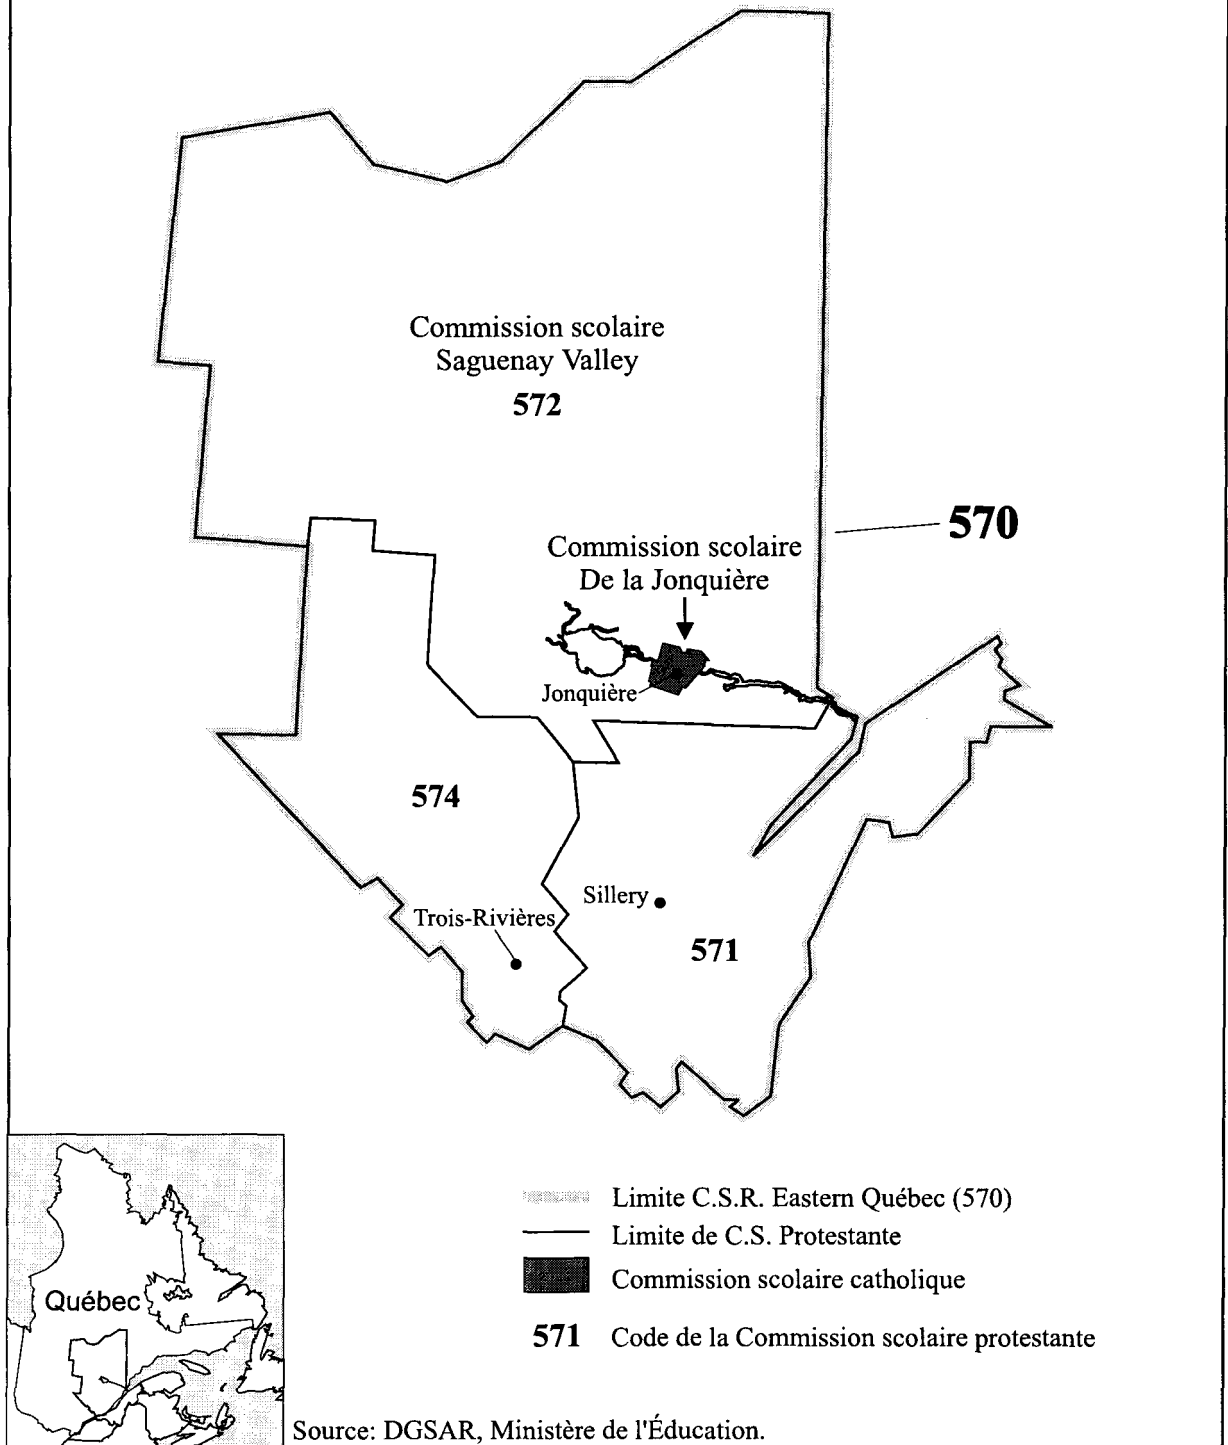 Commission scolaire
Saguenay Valley
572
570
Commission scolaire
De la Jonquière
Jonquière
574
Sillery
Trois-Rivières
571
Limite C.S.R. Eastern Québec (570)
Limite de C.S. Protestante
Commission scolaire catholique
571 Code de la Commission scolaire protestante
Québec
Source: DGSAR, Ministère de l'Éducation.